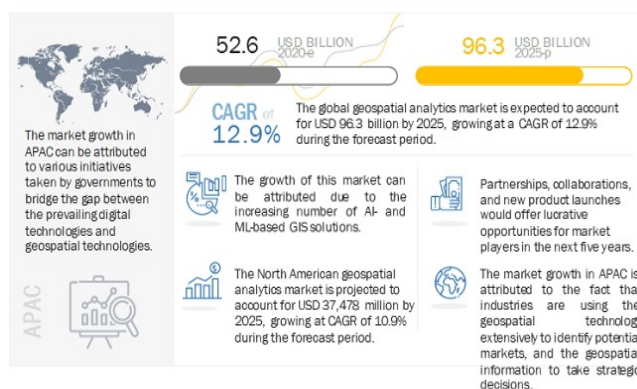 52.6 USD BILLION
2020-e
96.3 USD BILLION
2025-p
CAGR of
12.9%
The global geospatial analytics market is expected to account
for USD 96.3 billion by 2025, growing at a CAGR of 12.9%
during the forecast period.
The market growth in
APAC can be attributed
to various initiatives
taken by governments to
bridge the gap between
the prevailing digital
technologies and
geospatial technologies.
APAC
The growth of this market can
be attributed due to the
increasing number of AI- and
ML-based GIS solutions.
Partnerships, collaborations,
and new product launches
would offer lucrative
opportunities for market
players in the next five years.
The North American geospatial
analytics market is projected to
account for USD 37,478 million by
2025, growing at CAGR of 10.9%
during the forecast period.
The market growth in APAC is
attributed to the fact tha
industries are using the
geospatial technolog
extensively to identify potentia
markets, and the geospatia
information to take strategic
decisions.